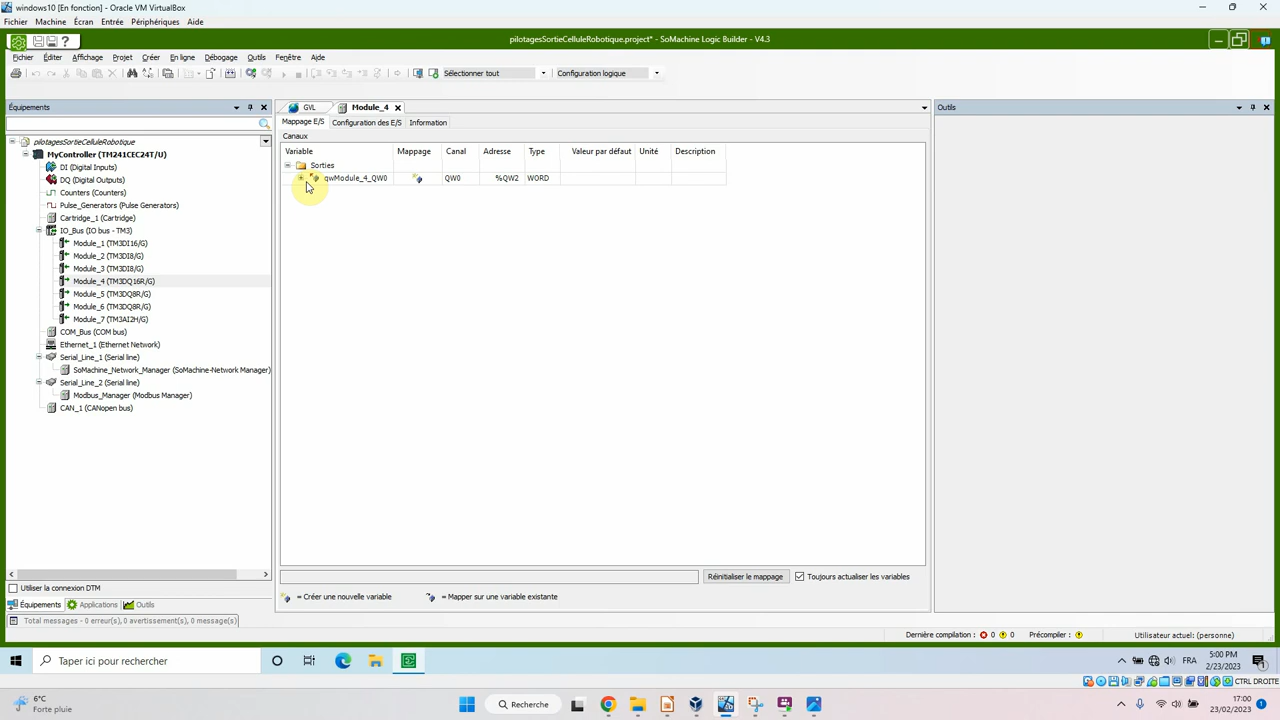 windows10 [En fonction] - Oracle VM VirtualBox
Fichier Machine Écran Entrée Périphériques Aide
pilotagesSortieCelluleRobotique.project* - SoMachine Logic Builder - V4.3
Fichier Éditer Affichage Projet Créer En ligne Débogage Outils Fenêtre Aide
Sélectionner tout Configuration logique
Équipements
GVL Module_4
Outils
Mappage E/S Configuration des E/S Information
Canaux
Variable Mappage Canal Adresse Type Valeur par défaut Unité Description
Sorties
qwModule_4_QW0 QW0 %QW2 WORD
pilotagesSortieCelluleRobotique
MyController (TM241CEC24T/U)
DI (Digital Inputs)
DQ (Digital Outputs)
Counters (Counters)
Pulse_Generators (Pulse Generators)
Cartridge_1 (Cartridge)
IO_Bus (IO bus - TM3)
Module_1 (TM3DI16/G)
Module_2 (TM3DI8/G)
Module_3 (TM3DI8/G)
Module_4 (TM3DQ16R/G)
Module_5 (TM3DQ8R/G)
Module_6 (TM3DQ8R/G)
Module_7 (TM3AI2H/G)
COM_Bus (COM bus)
Ethernet_1 (Ethernet Network)
Serial_Line_1 (Serial line)
SoMachine_Network_Manager (SoMachine-Network Manager)
Serial_Line_2 (Serial line)
Modbus_Manager (Modbus Manager)
CAN_1 (CANopen bus)
Réinitialiser le mappage Toujours actualiser les variables
= Créer une nouvelle variable = Mapper sur une variable existante
Utiliser la connexion DTM
Équipements Applications Outils
Total messages - 0 erreur(s), 0 avertissement(s), 0 message(s)
Dernière compilation: 0 0 Précompiler: Utilisateur actuel: (personne)
Taper ici pour rechercher
FRA
5:00 PM
2/23/2023
CTRL DROITE
6°C
Forte pluie
Recherche
17:00
23/02/2023